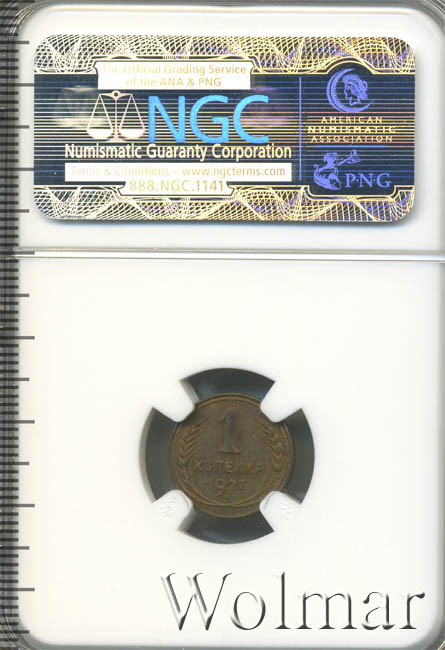 The Official Grading Service
of the ANA & PNG
NGC
Numismatic Guaranty Corporation
Terms & Conditions – www.ngcterms.com
888.NGC.1141
AMERICAN
NUMISMATIC
ASSOCIATION
P·N·G
1
КОПЕЙКА
1927
Wolmar